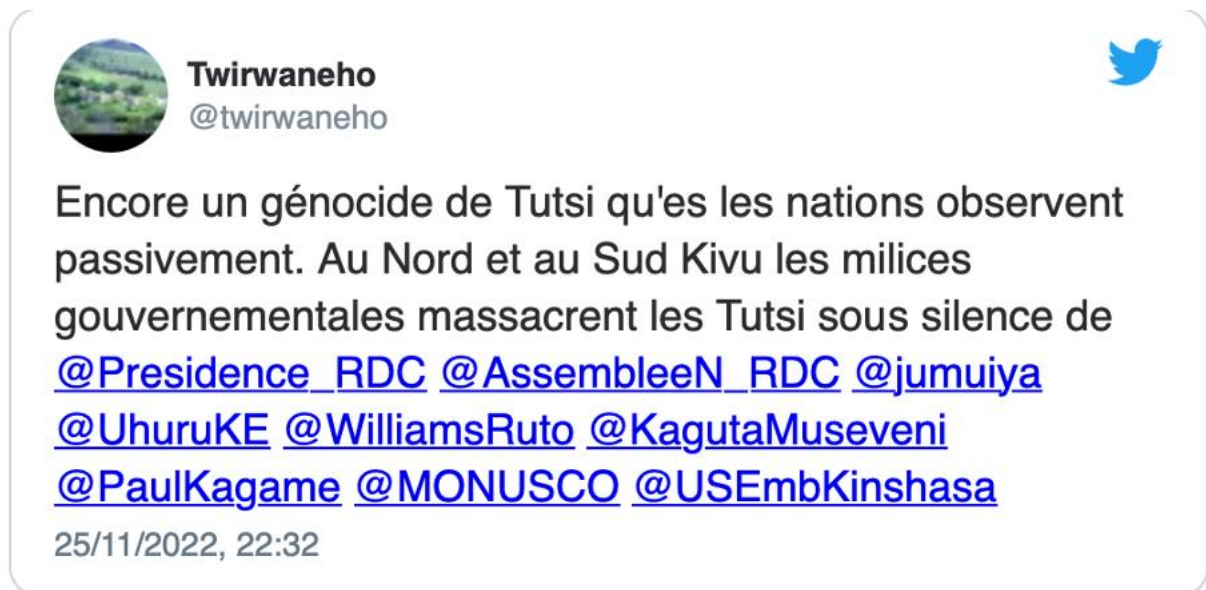 Twirwaneho
@twirwaneho
Encore un génocide de Tutsi qu'es les nations observent
passivement. Au Nord et au Sud Kivu les milices
gouvernementales massacrent les Tutsi sous silence de
@Presidence_RDC @AssembleeN_RDC @jumuiya
@UhuruKE @WilliamsRuto @KagutaMuseveni
@PaulKagame @MONUSCO @USEmbKinshasa
25/11/2022, 22:32